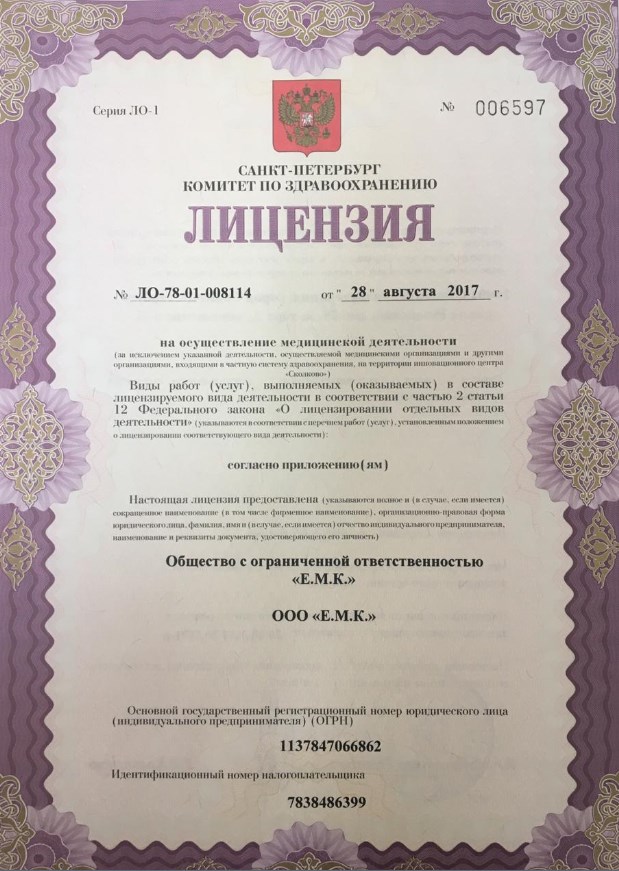 Серия ЛО-1
№ 006597
САНКТ-ПЕТЕРБУРГ
КОМИТЕТ ПО ЗДРАВООХРАНЕНИЮ
ЛИЦЕНЗИЯ
№ ЛО-78-01-008114 от " 28 " августа 2017 г.
на осуществление медицинской деятельности
(за исключением указанной деятельности, осуществляемой медицинскими организациями и другими
организациями, входящими в частную систему здравоохранения, на территории инновационного центра
«Сколково»)
Виды работ (услуг), выполняемых (оказываемых) в составе
лицензируемого вида деятельности в соответствии с частью 2 статьи
12 Федерального закона «О лицензировании отдельных видов
деятельности» (указываются в соответствии с перечнем работ (услуг), установленным положением
о лицензировании соответствующего вида деятельности):
согласно приложению(ям)
Настоящая лицензия предоставлена (указываются полное и (в случае, если имеется)
сокращенное наименование (в том числе фирменное наименование), организационно-правовая форма
юридического лица, фамилия, имя и (в случае, если имеется) отчество индивидуального предпринимателя,
наименование и реквизиты документа, удостоверяющего его личность)
Общество с ограниченной ответственностью
«Е.М.К.»
ООО «Е.М.К.»
Основной государственный регистрационный номер юридического лица
(индивидуального предпринимателя) (ОГРН)
1137847066862
Идентификационный номер налогоплательщика
7838486399